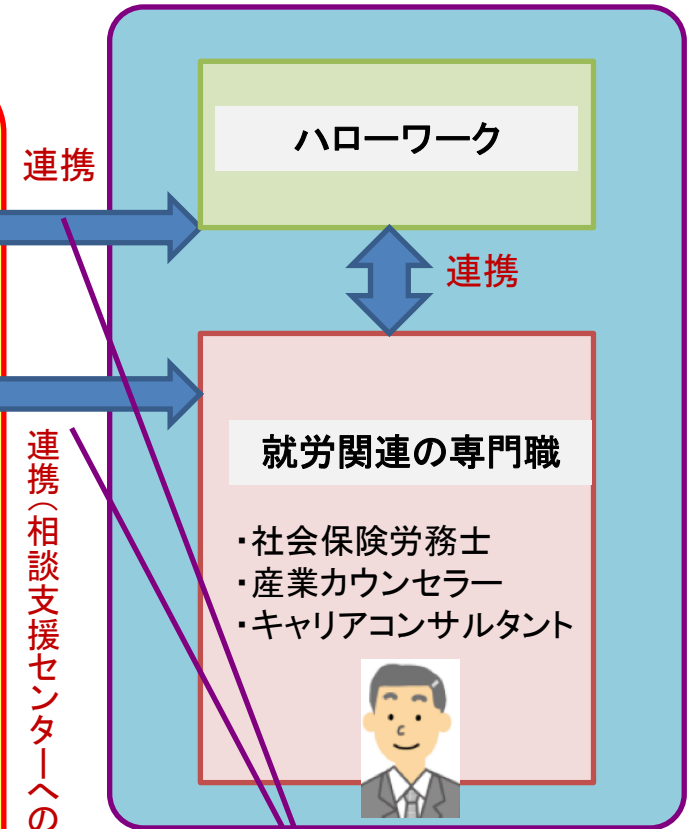 連携
ハローワーク
連携
就労関連の専門職
・社会保険労務士
・産業カウンセラー
・キャリアコンサルタント
連携(相談支援センターへの